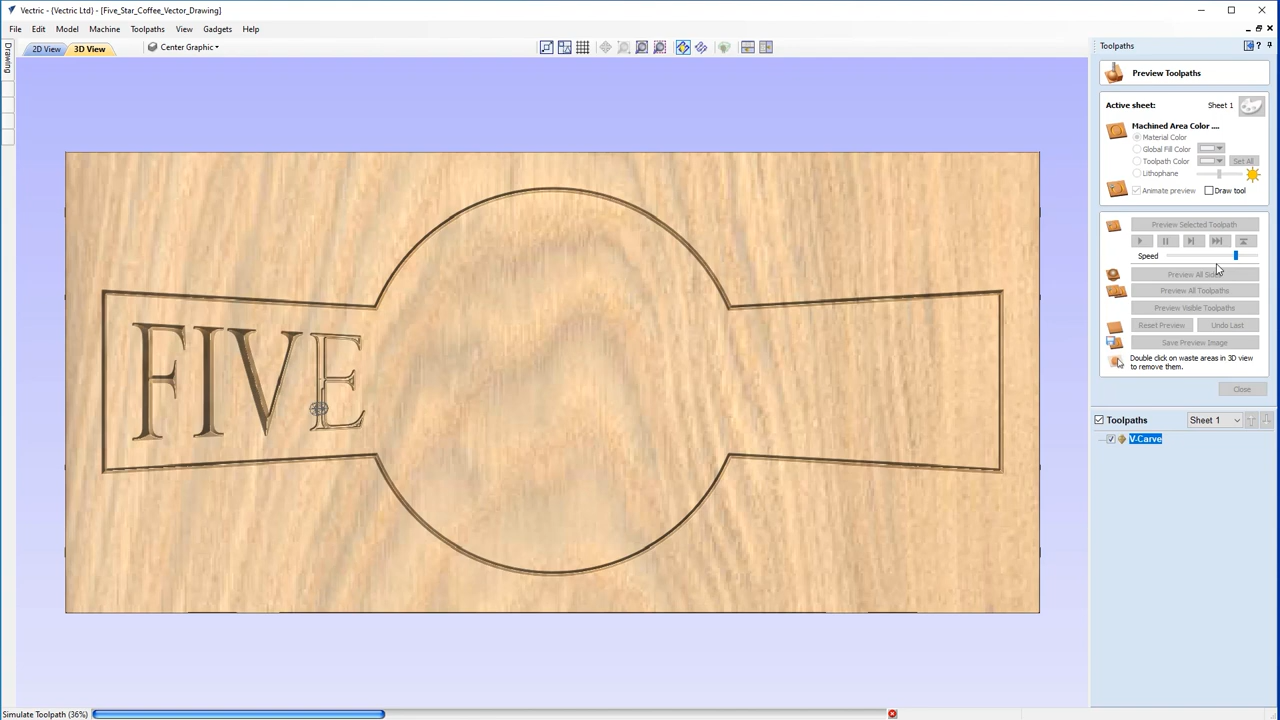 Vectric - {Vectric Ltd} - [Five_Star_Coffee_Vector_Drawing]
File Edit Model Machine Toolpaths View Gadgets Help
2D View 3D View Center Graphic
Drawing
Toolpaths
Preview Toolpaths
Active sheet: Sheet 1
Machined Area Color ....
Material Color
Global Fill Color
Toolpath Color Set All
Lithophane
Animate preview Draw tool
Preview Selected Toolpath
Speed
Preview All Sides
Preview All Toolpaths
Preview Visible Toolpaths
Reset Preview Undo Last
Save Preview Image
Double click on waste areas in 3D view
to remove them.
Close
Toolpaths Sheet 1
V-Carve
FIVE
Simulate Toolpath (36%)